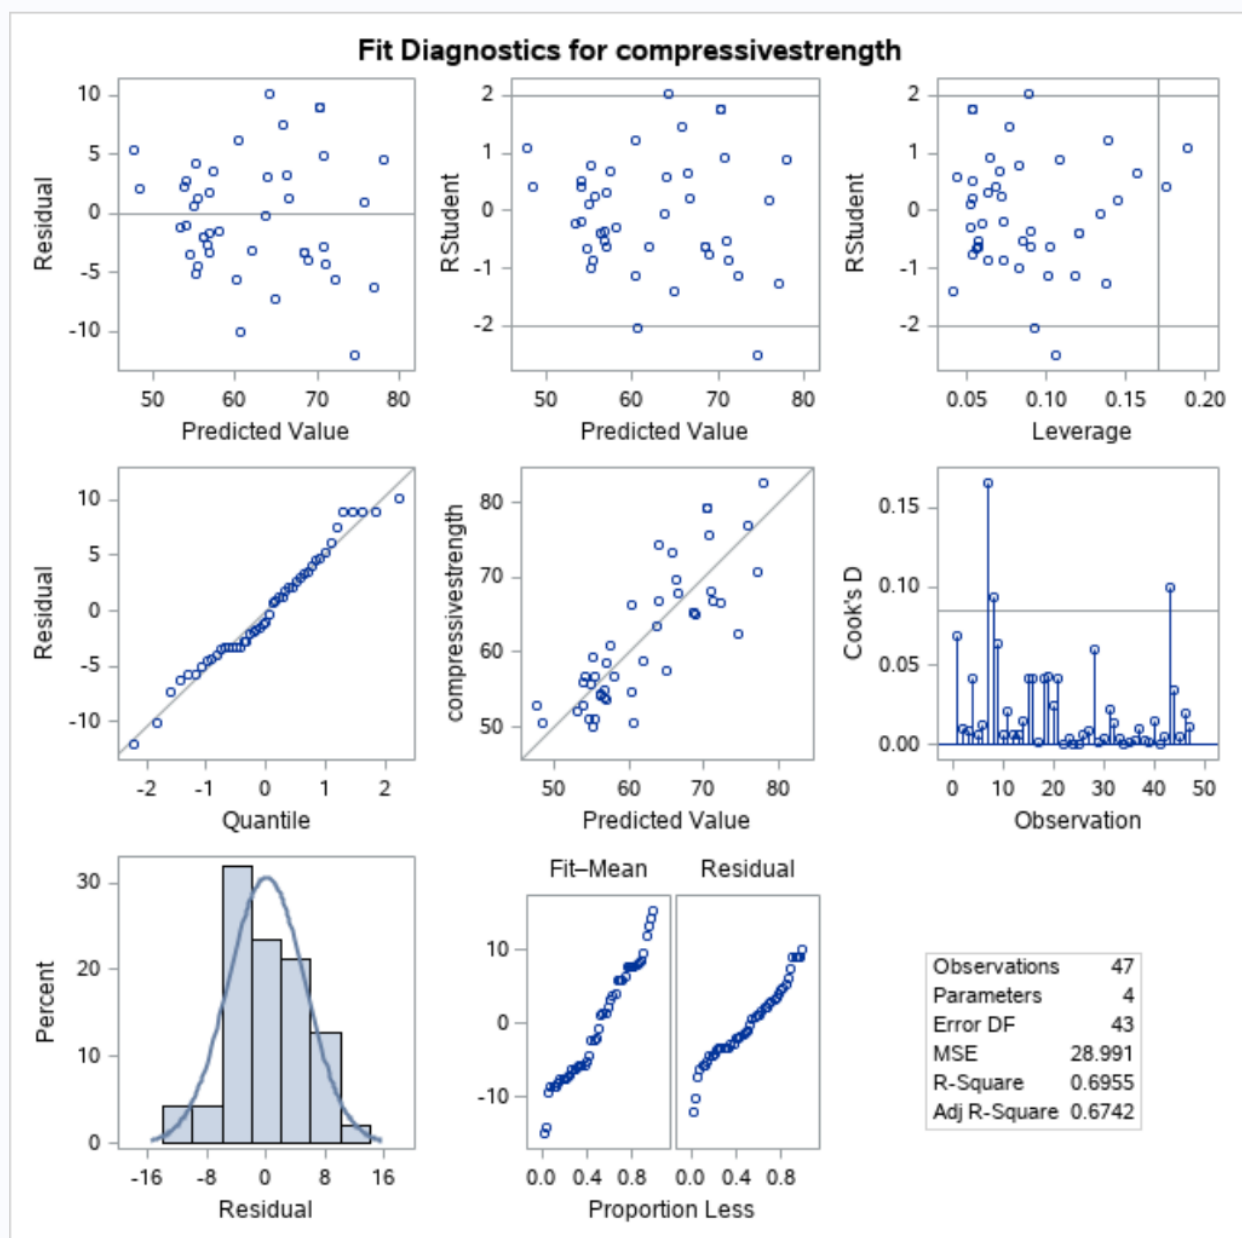 Fit Diagnostics for compressivestrength
10
5
0
-5
-10
Residual
50 60 70 80
Predicted Value
2
1
0
-1
-2
RStudent
50 60 70 80
Predicted Value
2
1
0
-1
-2
RStudent
0.05 0.10 0.15 0.20
Leverage
10
5
0
-5
-10
Residual
-2 -1 0 1 2
Quantile
80
70
60
50
compressivestrength
50 60 70 80
Predicted Value
0.15
0.10
0.05
0.00
Cook's D
0 10 20 30 40 50
Observation
30
20
10
0
Percent
-16 -8 0 8 16
Residual
Fit–Mean Residual
10
0
-10
0.0 0.4 0.8 0.0 0.4 0.8
Proportion Less
Observations 47
Parameters 4
Error DF 43
MSE 28.991
R-Square 0.6955
Adj R-Square 0.6742